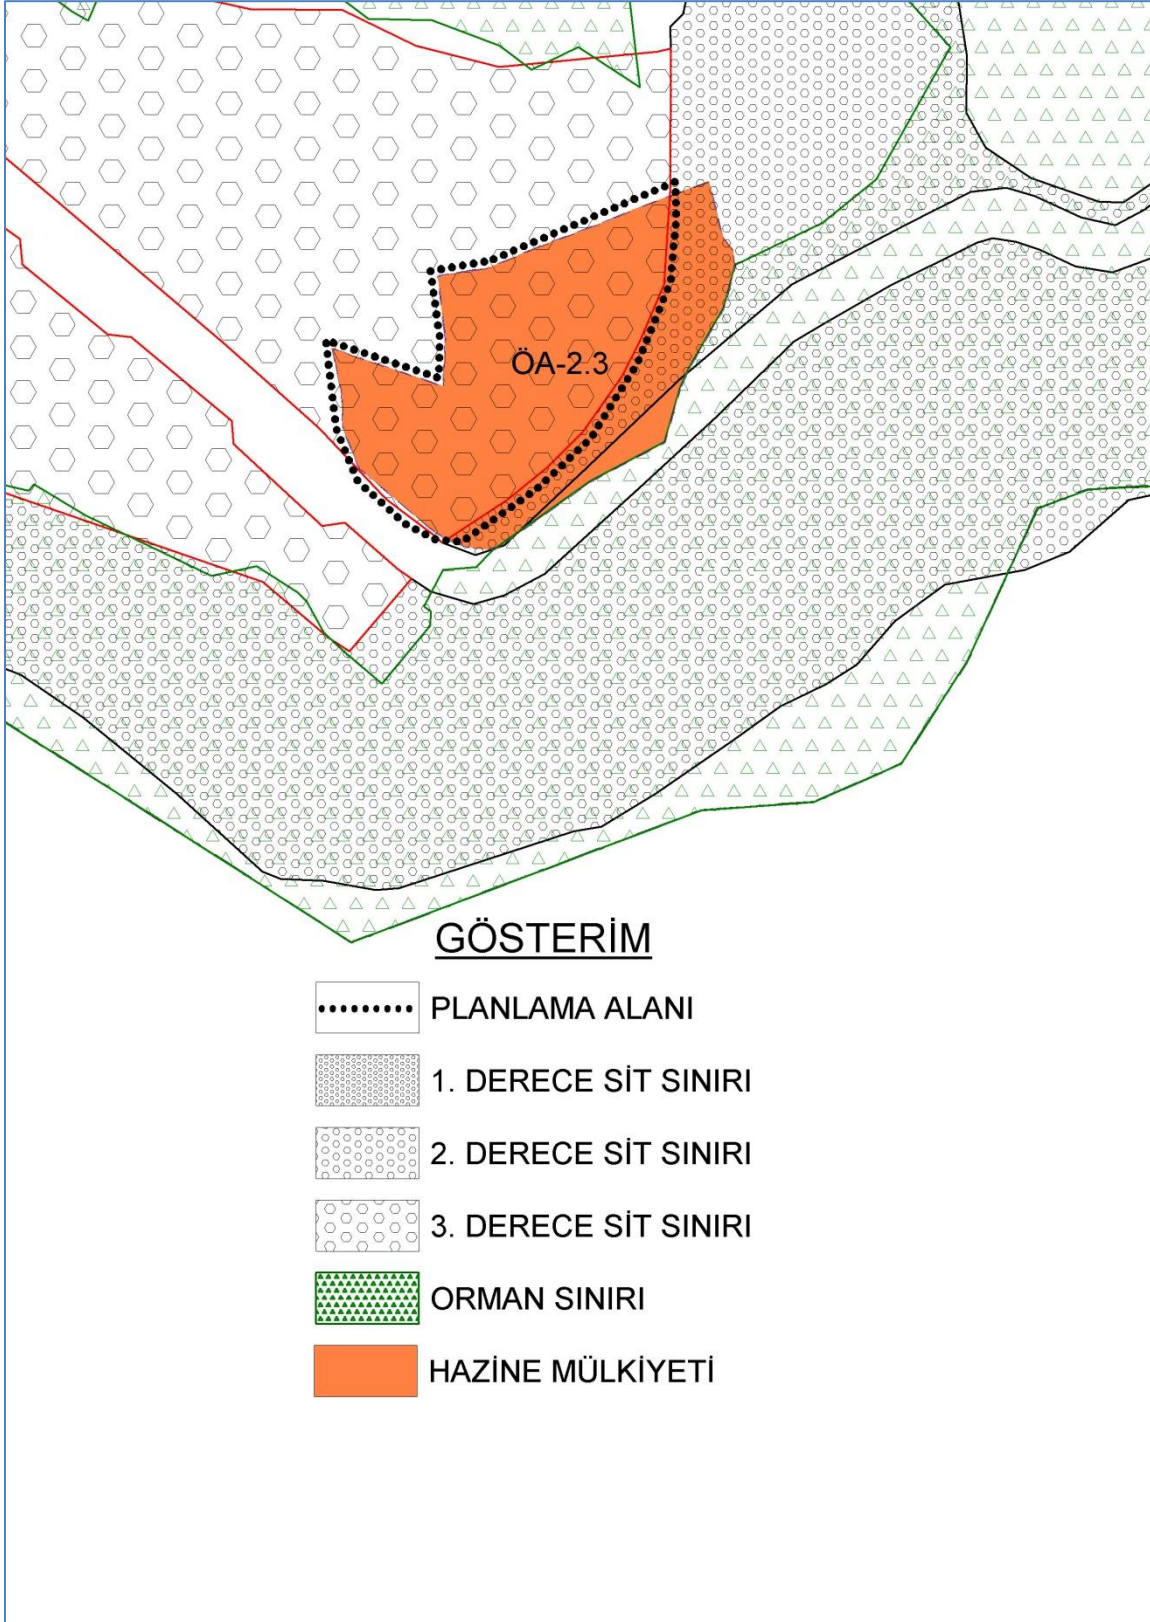 ÖA-2.3
GÖSTERİM
PLANLAMA ALANI
1. DERECE SİT SINIRI
2. DERECE SİT SINIRI
3. DERECE SİT SINIRI
ORMAN SINIRI
HAZİNE MÜLKİYETİ